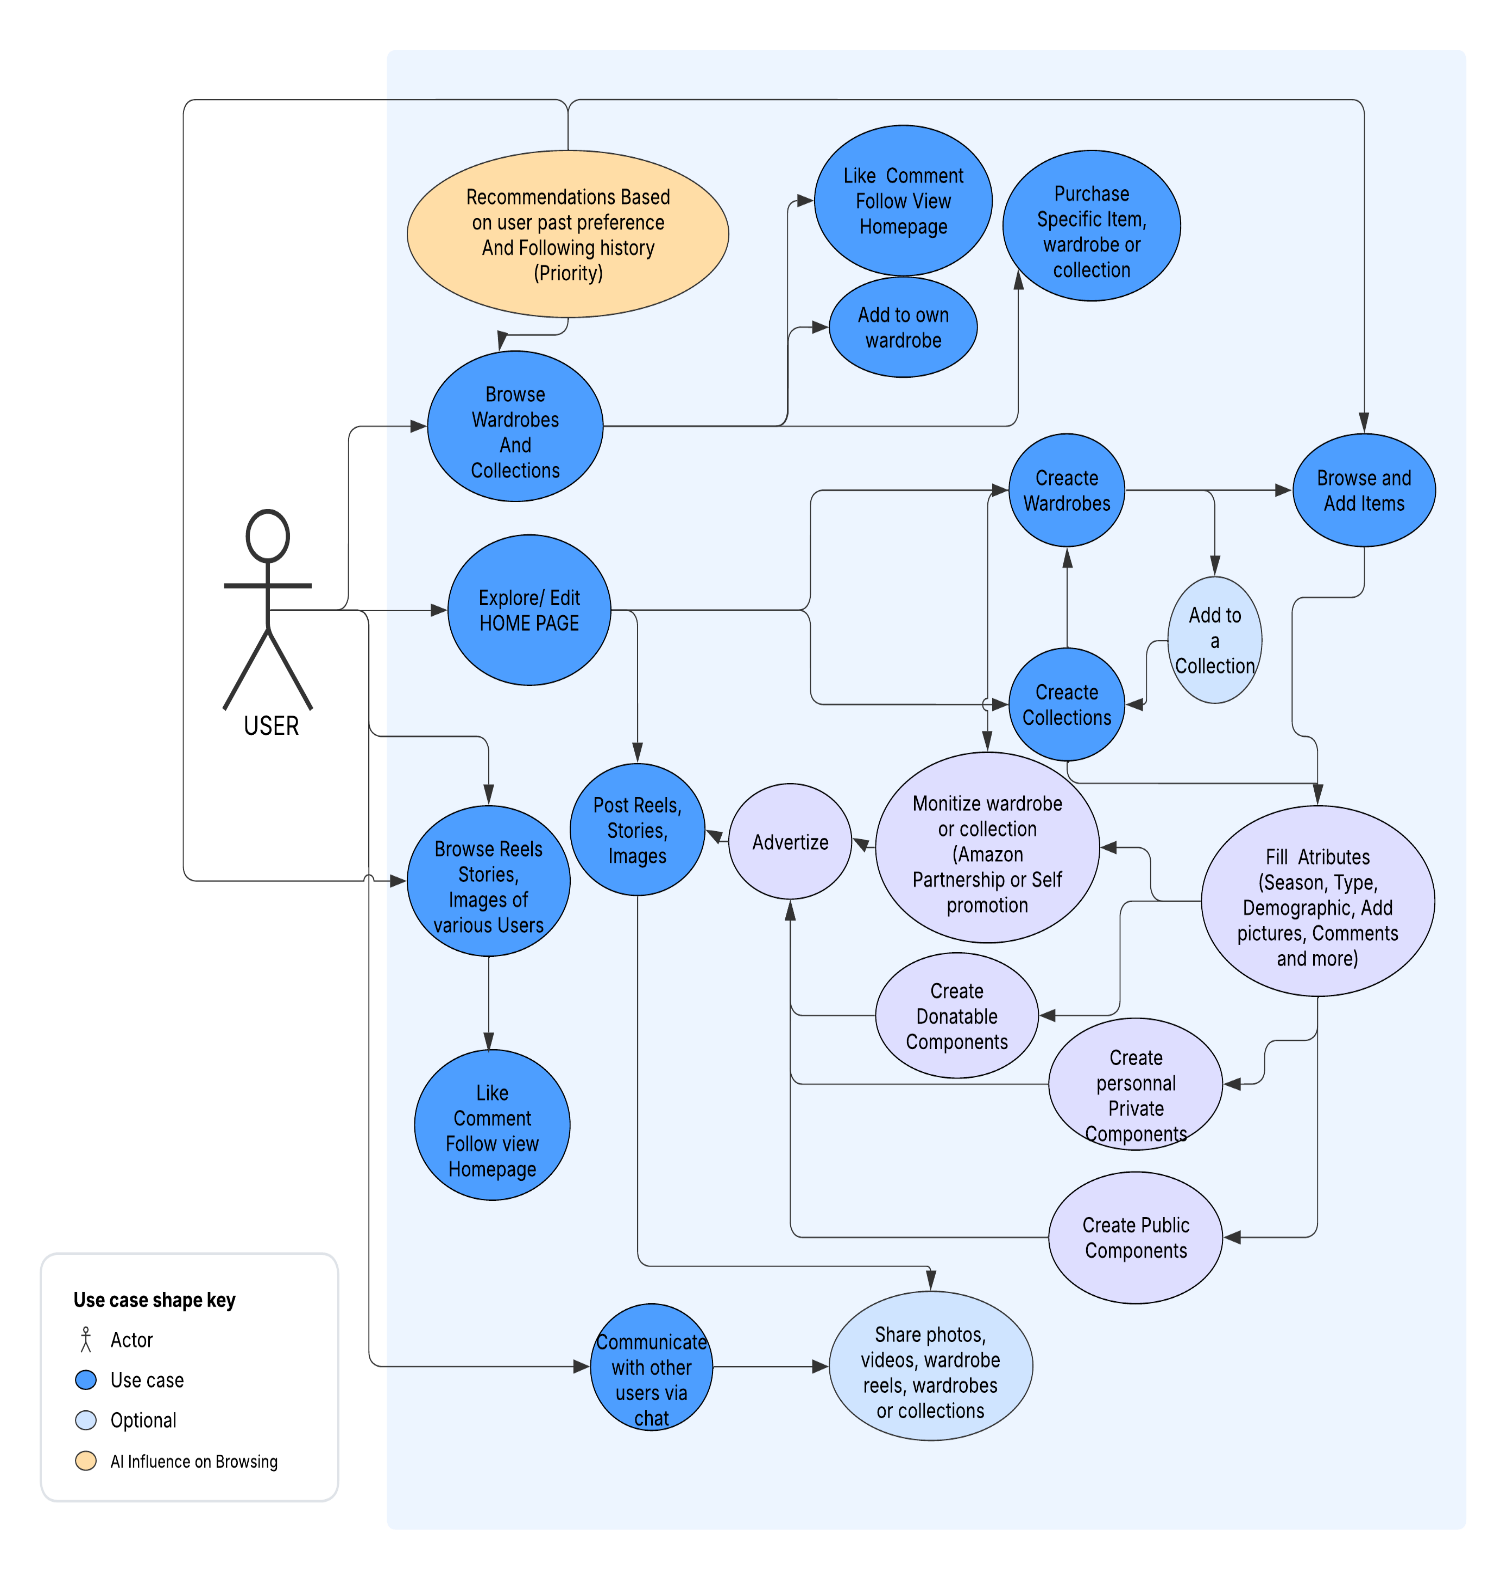 Recommendations Based
on user past preference
And Following history
(Priority)
Like  Comment
Follow View
Homepage
Purchase
Specific Item,
wardrobe or
collection
Add to own
wardrobe
Browse
Wardrobes
And
Collections
Creacte
Wardrobes
Browse and
Add Items
Explore/ Edit
HOME PAGE
Add to
a
Collection
Creacte
Collections
USER
Post Reels,
Stories,
Images
Advertize
Monitize wardrobe
or collection
(Amazon
Partnership or Self
promotion
Browse Reels
Stories,
Images of
various Users
Fill  Atributes
(Season, Type,
Demographic, Add
pictures, Comments
and more)
Create
Donatable
Components
Create
personnal
Private
Components
Like
Comment
Follow view
Homepage
Create Public
Components
Communicate
with other
users via
chat
Share photos,
videos, wardrobe
reels, wardrobes
or collections
Use case shape key
Actor
Use case
Optional
AI Influence on Browsing